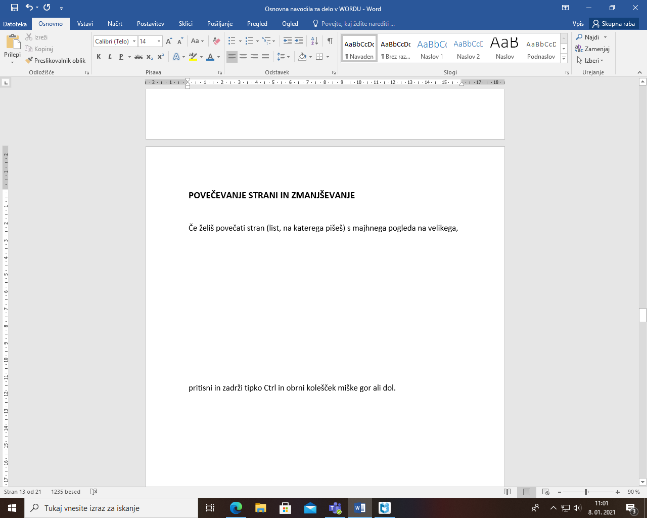 Osnovna navodila za delo v WORDU - Word
Datoteka Osnovno Vstavi Načrt Postavitev Sklici Pošiljanje Pregled Ogled Povejte, kaj želite narediti ... Vpis Skupna raba
Prilepi
Izreži
Kopiraj
Preslikovalnik oblik
Calibri (Telo) 14
AaBbCcDc AaBbCcDc AaBbCc AaBbCcC AaB AaBbCcD
¶ Navaden ¶ Brez raz... Naslov 1 Naslov 2 Naslov Podnaslov
Najdi
Zamenjaj
Izberi
Odložišče Pisava Odstavek Slogi Urejanje
POVEČEVANJE STRANI IN ZMANJŠEVANJE
Če želiš povečati stran (list, na katerega pišeš) s majhnega pogleda na velikega,
pritisni in zadrži tipko Ctrl in obrni kolešček miške gor ali dol.
Stran 13 od 21 1235 besed 90 %
Tukaj vnesite izraz za iskanje
11:01
8. 01. 2021